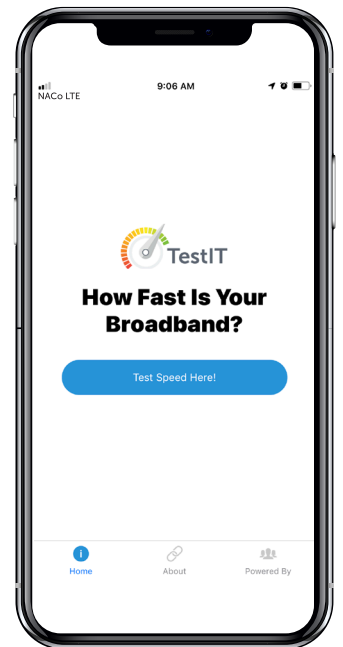 9:06 AM
NACo LTE
TestIT
How Fast Is Your
Broadband?
Test Speed Here!
Home
About
Powered By